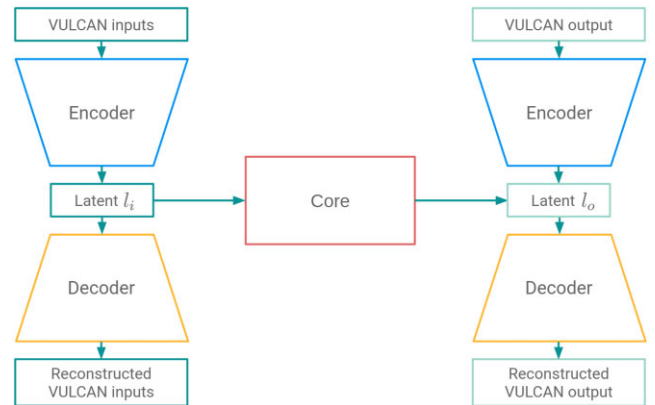 VULCAN inputs
Encoder
Latent l_i
Decoder
Reconstructed
VULCAN inputs
Core
VULCAN output
Encoder
Latent l_o
Decoder
Reconstructed
VULCAN output